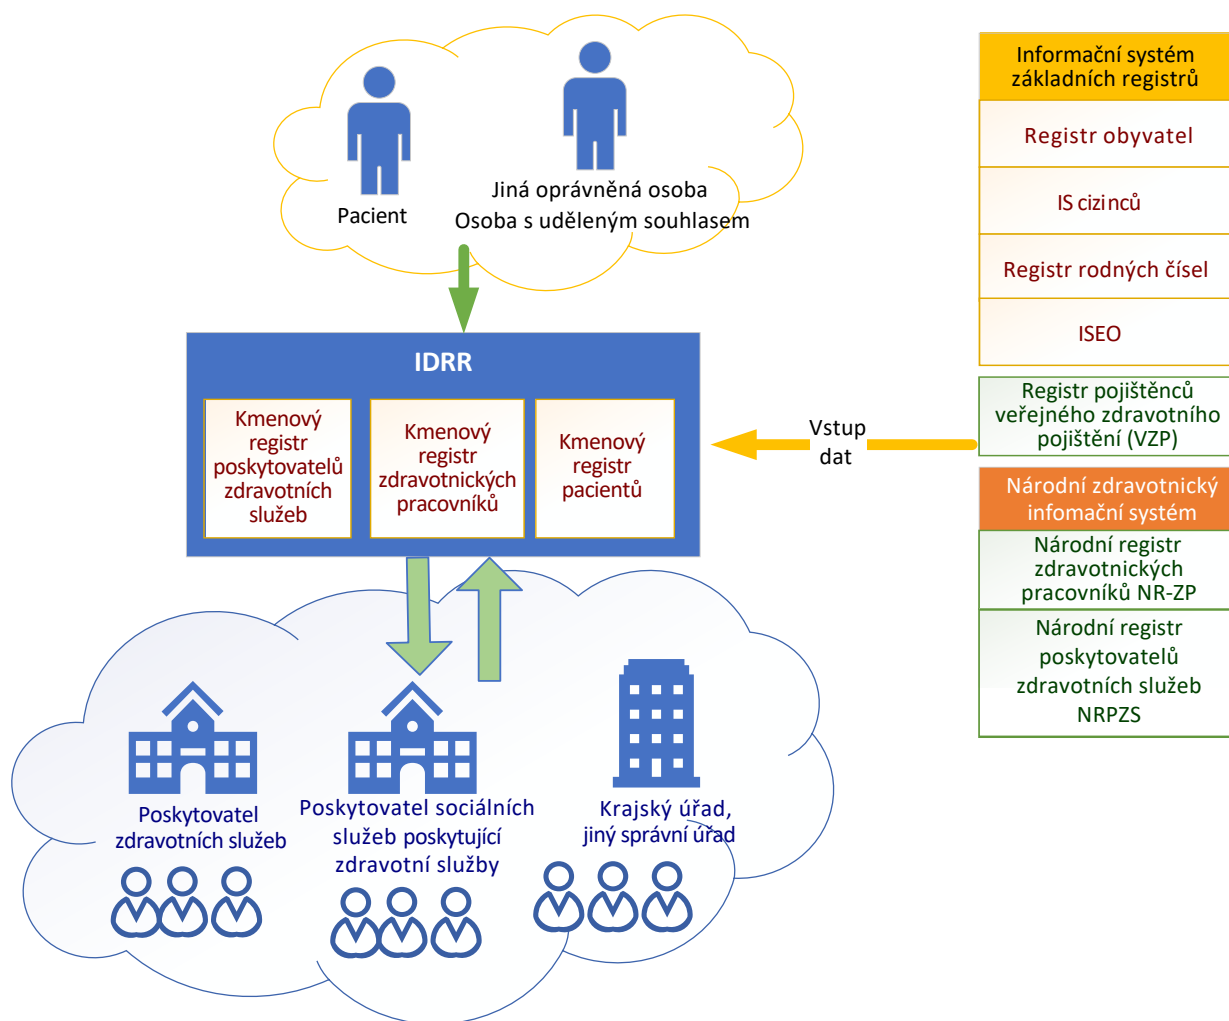 Pacient
Jiná oprávněná osoba
Osoba s uděleným souhlasem
IDRR
Kmenový
registr
poskytovatelů
zdravotních
služeb
Kmenový
registr
zdravotnických
pracovníků
Kmenový
registr
pacientů
Vstup
dat
Informační systém
základních registrů
Registr obyvatel
IS cizinců
Registr rodných čísel
ISEO
Registr pojištěnců
veřejného zdravotního
pojištění (VZP)
Národní zdravotnický
infomační systém
Národní registr
zdravotnických
pracovníků NR-ZP
Národní registr
poskytovatelů
zdravotních služeb
NRPZS
Poskytovatel
zdravotních služeb
Poskytovatel sociálních
služeb poskytující
zdravotní služby
Krajský úřad,
jiný správní úřad